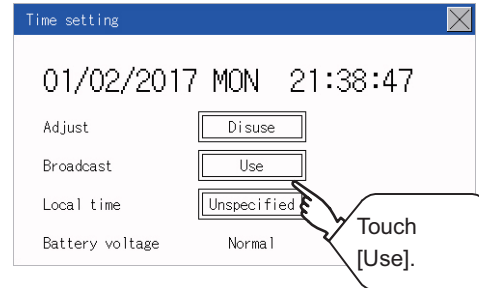 Time setting
01/02/2017 MON 21:38:47
Adjust Disuse
Broadcast Use
Local time Unspecified
Battery voltage Normal
Touch
[Use].